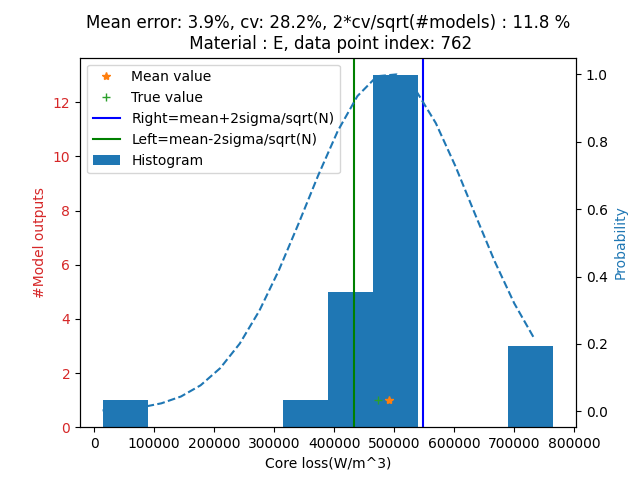 Mean error: 3.9%, cv: 28.2%, 2*cv/sqrt(#models) : 11.8 %
Material : E, data point index: 762
Mean value
True value
Right=mean+2sigma/sqrt(N)
Left=mean-2sigma/sqrt(N)
Histogram
#Model outputs
12
10
8
6
4
2
0
1.0
0.8
0.6
0.4
0.2
0.0
Probability
0 100000 200000 300000 400000 500000 600000 700000 800000
Core loss(W/m^3)